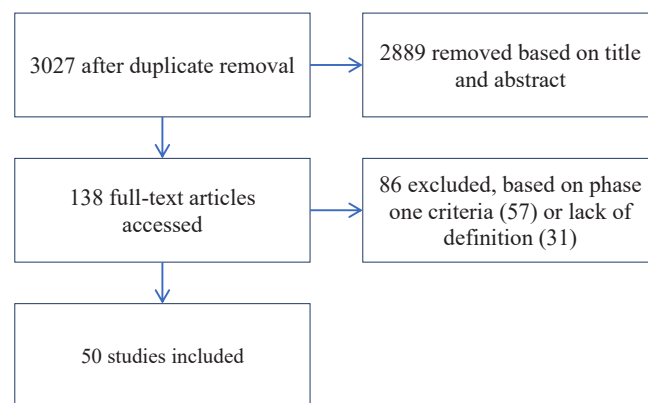 3027 after duplicate removal
2889 removed based on title
and abstract
138 full-text articles
accessed
86 excluded, based on phase
one criteria (57) or lack of
definition (31)
50 studies included